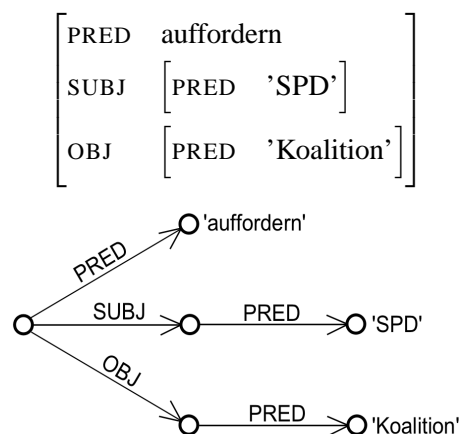 PRED auffordern
SUBJ [PRED ’SPD’]
OBJ [PRED ’Koalition’]
'auffordern'
PRED
SUBJ
PRED
'SPD'
OBJ
PRED
'Koalition'